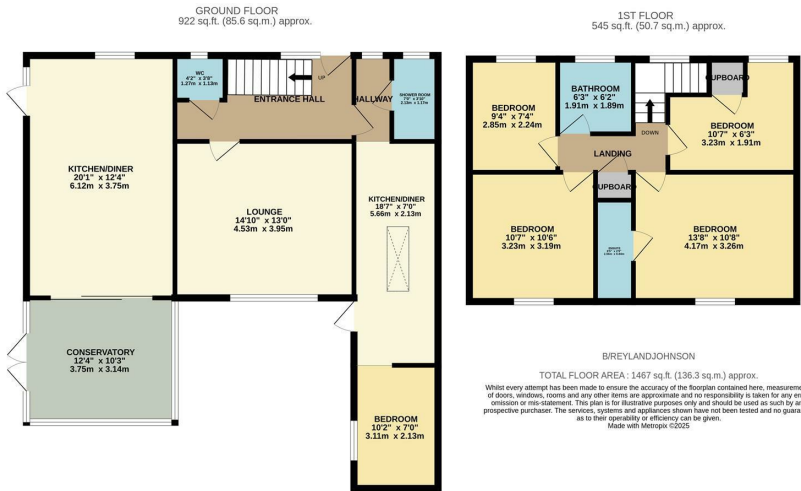 GROUND FLOOR
922 sq.ft. (85.6 sq.m.) approx.
WC
4'2" x 3'8"
1.27m x 1.13m
UP
ENTRANCE HALL
HALLWAY
SHOWER ROOM
KITCHEN/DINER
20'1" x 12'4"
6.12m x 3.75m
LOUNGE
14'10" x 13'0"
4.53m x 3.95m
KITCHEN/DINER
18'7" x 7'0"
5.66m x 2.13m
CONSERVATORY
12'4" x 10'3"
3.75m x 3.14m
BEDROOM
10'2" x 7'0"
3.11m x 2.13m
1ST FLOOR
545 sq.ft. (50.7 sq.m.) approx.
BEDROOM
9'4" x 7'4"
2.85m x 2.24m
BATHROOM
6'3" x 6'2"
1.91m x 1.89m
CUPBOARD
BEDROOM
10'7" x 6'3"
3.23m x 1.91m
DOWN
LANDING
CUPBOARD
BEDROOM
10'7" x 10'6"
3.23m x 3.19m
BEDROOM
13'8" x 10'8"
4.17m x 3.26m
B/REYLANDJOHNSON
TOTAL FLOOR AREA : 1467 sq.ft. (136.3 sq.m.) approx.
Whilst every attempt has been made to ensure the accuracy of the floorplan contained here, measureme
of doors, windows, rooms and any other items are approximate and no responsibility is taken for any err
omission or mis-statement. This plan is for illustrative purposes only and should be used as such by an
prospective purchaser. The services, systems and appliances shown have not been tested and no guara
as to their operability or efficiency can be given.
Made with Metropix ©2025